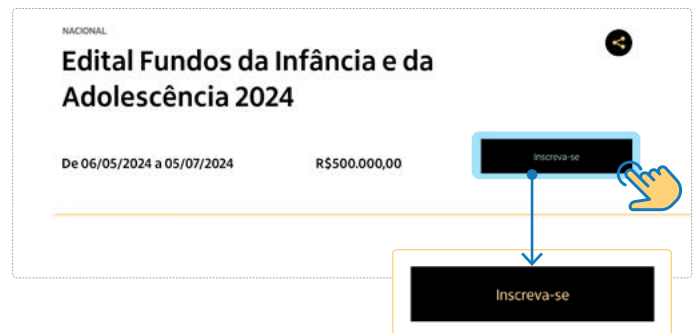 NACIONAL
Edital Fundos da Infância e da
Adolescência 2024
De 06/05/2024 a 05/07/2024 R$500.000,00 Inscreva-se
Inscreva-se